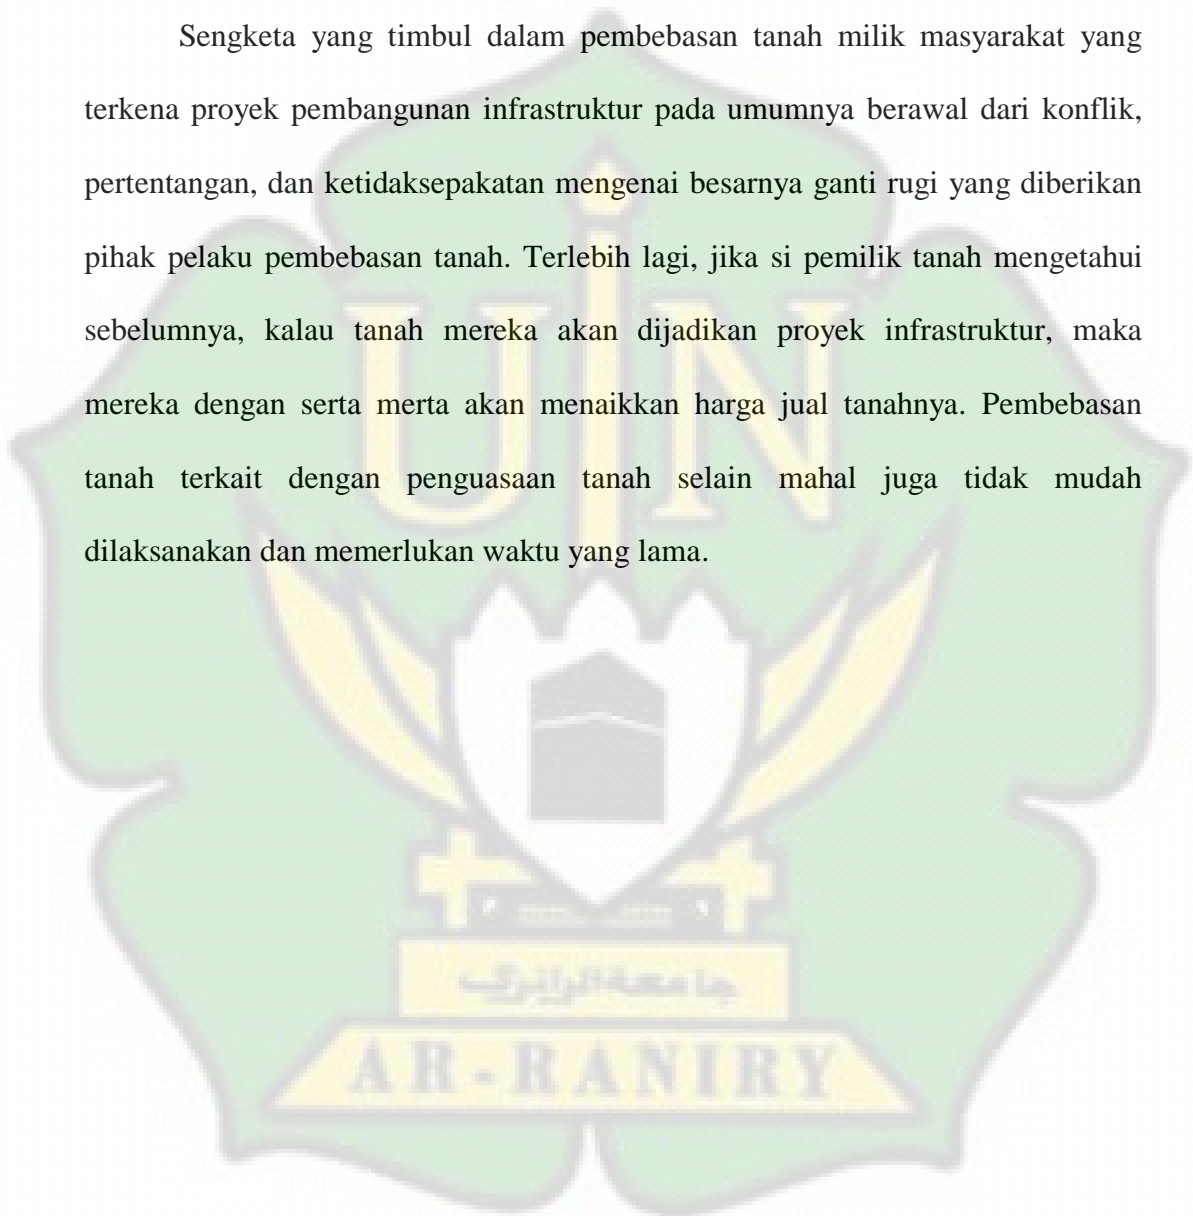 Sengketa yang timbul dalam pembebasan tanah milik masyarakat yang
terkena proyek pembangunan infrastruktur pada umumnya berawal dari konflik,
pertentangan, dan ketidaksepakatan mengenai besarnya ganti rugi yang diberikan
pihak pelaku pembebasan tanah. Terlebih lagi, jika si pemilik tanah mengetahui
sebelumnya, kalau tanah mereka akan dijadikan proyek infrastruktur, maka
mereka dengan serta merta akan menaikkan harga jual tanahnya. Pembebasan
tanah terkait dengan penguasaan tanah selain mahal juga tidak mudah
dilaksanakan dan memerlukan waktu yang lama.
UIN
جامعة الرانري
AR-RANIRY